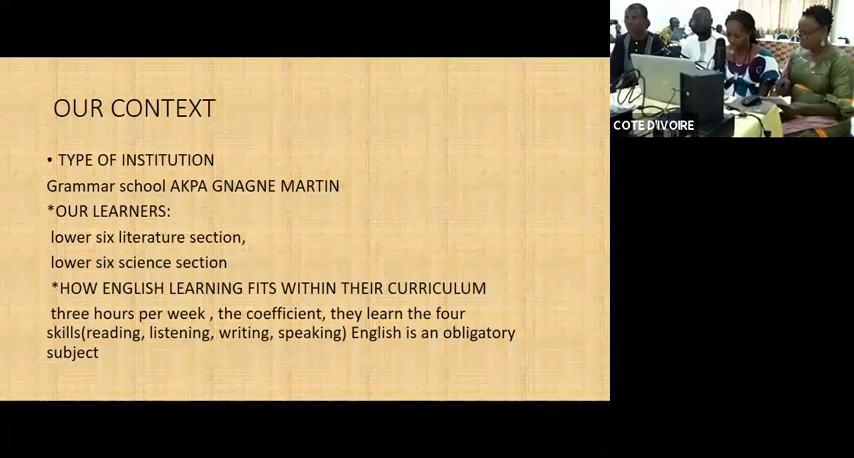 OUR CONTEXT
• TYPE OF INSTITUTION
Grammar school AKPA GNAGNE MARTIN
*OUR LEARNERS:
lower six literature section,
lower six science section
*HOW ENGLISH LEARNING FITS WITHIN THEIR CURRICULUM
three hours per week , the coefficient, they learn the four
skills(reading, listening, writing, speaking) English is an obligatory
subject
COTE D'IVOIRE